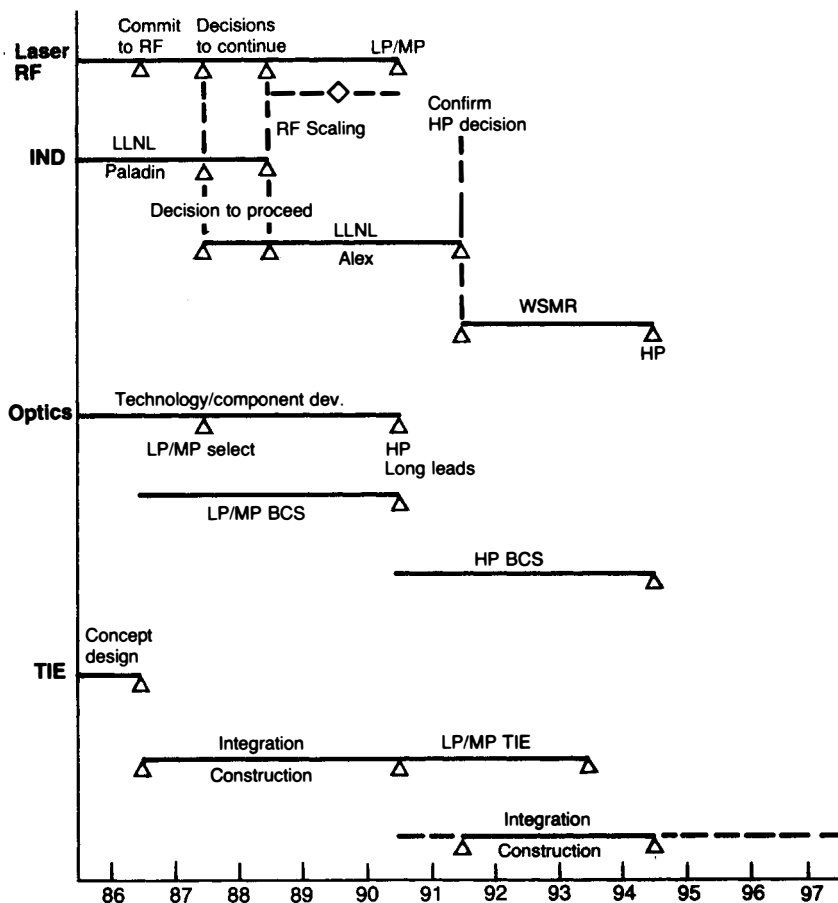 Commit
to RF
Decisions
to continue
LP/MP
Laser
RF
RF Scaling
Confirm
HP decision
IND
LLNL
Paladin
Decision to proceed
LLNL
Alex
WSMR
HP
Optics
Technology/component dev.
LP/MP select
HP
Long leads
LP/MP BCS
HP BCS
Concept
design
TIE
Integration
Construction
LP/MP TIE
Integration
Construction
86 87 88 89 90 91 92 93 94 95 96 97